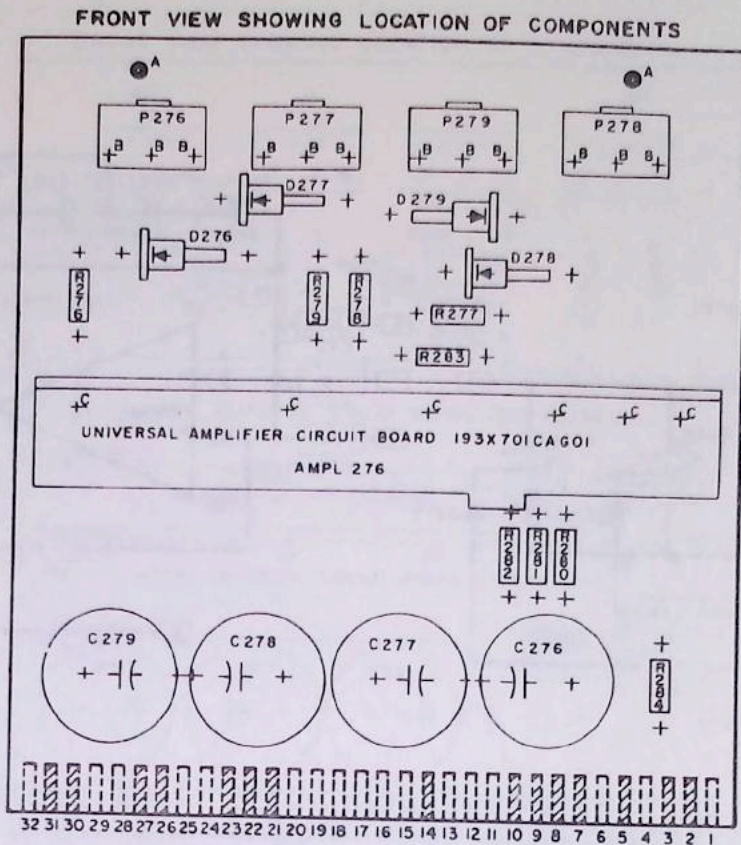 FRONT VIEW SHOWING LOCATION OF COMPONENTS
A A
P276 P277 P279 P278
B B B B B B B B B B B B
D277 D279
D276 D278
R276 R279 R278 R277
R283
C C C C C C
UNIVERSAL AMPLIFIER CIRCUIT BOARD 193X701CAG01
AMPL 276
R282 R281 R280
C279 C278 C277 C276
R284
32 31 30 29 28 27 26 25 24 23 22 21 20 19 18 17 16 15 14 13 12 11 10 9 8 7 6 5 4 3 2 1